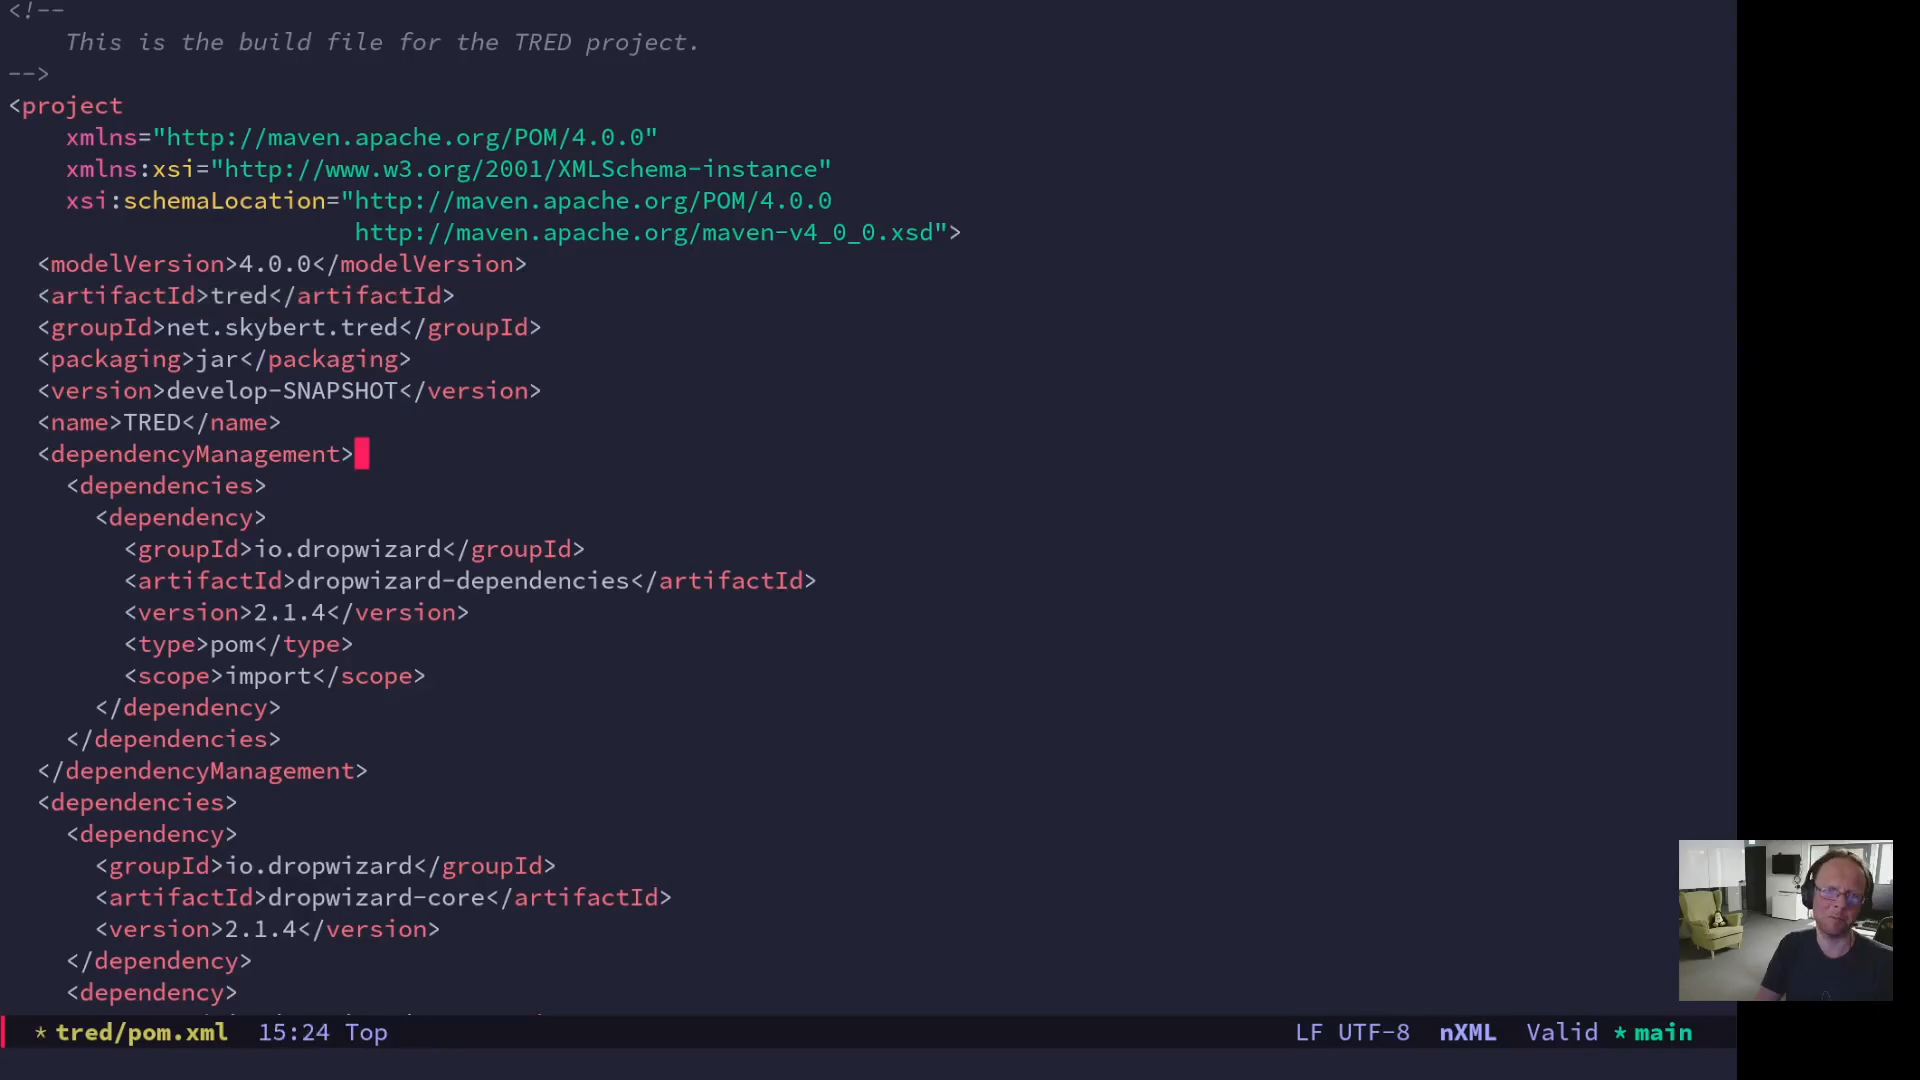 <!--
This is the build file for the TRED project.
-->
<project
xmlns="http://maven.apache.org/POM/4.0.0"
xmlns:xsi="http://www.w3.org/2001/XMLSchema-instance"
xsi:schemaLocation="http://maven.apache.org/POM/4.0.0
http://maven.apache.org/maven-v4_0_0.xsd">
<modelVersion>4.0.0</modelVersion>
<artifactId>tred</artifactId>
<groupId>net.skybert.tred</groupId>
<packaging>jar</packaging>
<version>develop-SNAPSHOT</version>
<name>TRED</name>
<dependencyManagement>
<dependencies>
<dependency>
<groupId>io.dropwizard</groupId>
<artifactId>dropwizard-dependencies</artifactId>
<version>2.1.4</version>
<type>pom</type>
<scope>import</scope>
</dependency>
</dependencies>
</dependencyManagement>
<dependencies>
<dependency>
<groupId>io.dropwizard</groupId>
<artifactId>dropwizard-core</artifactId>
<version>2.1.4</version>
</dependency>
<dependency>
* tred/pom.xml 15:24 Top LF UTF-8 nXML Valid * main